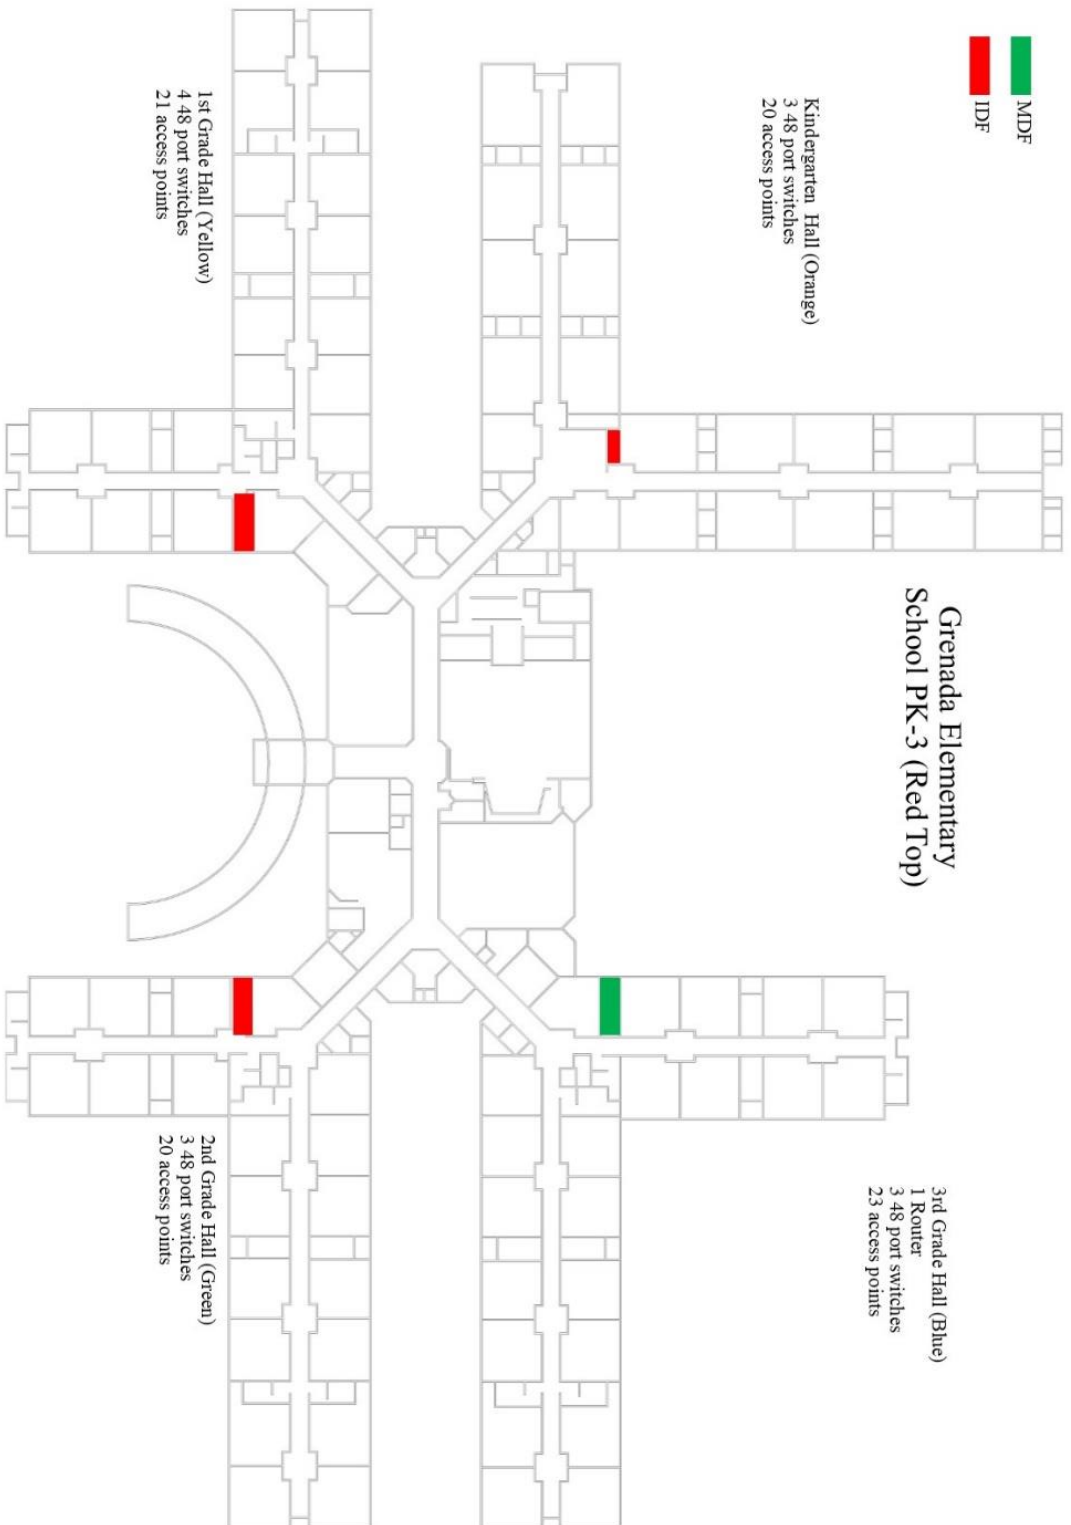 MDF
IDF
Kindergarten Hall (Orange)
3 48 port switches
20 access points
1st Grade Hall (Yellow)
4 48 port switches
21 access points
Grenada Elementary
School PK-3 (Red Top)
3rd Grade Hall (Blue)
1 Router
3 48 port switches
23 access points
2nd Grade Hall (Green)
3 48 port switches
20 access points